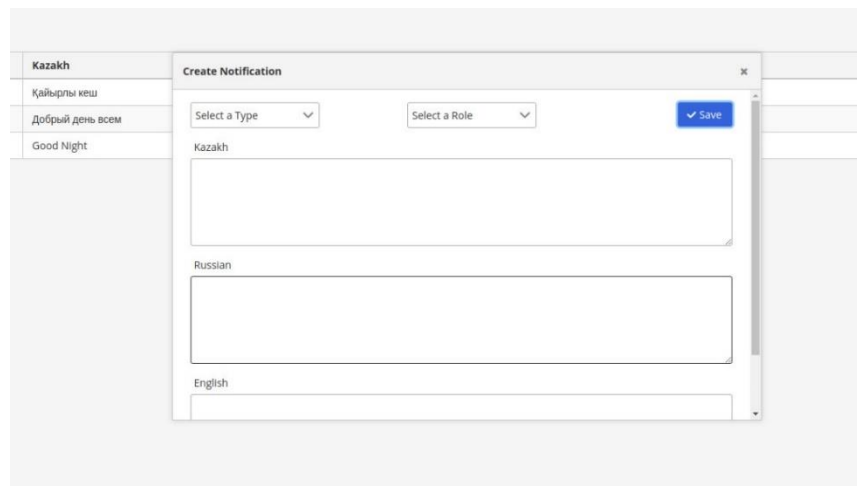 Kazakh
Қайырлы кеш
Добрый день всем
Good Night
Create Notification
Select a Type
Select a Role
Save
Kazakh
Russian
English